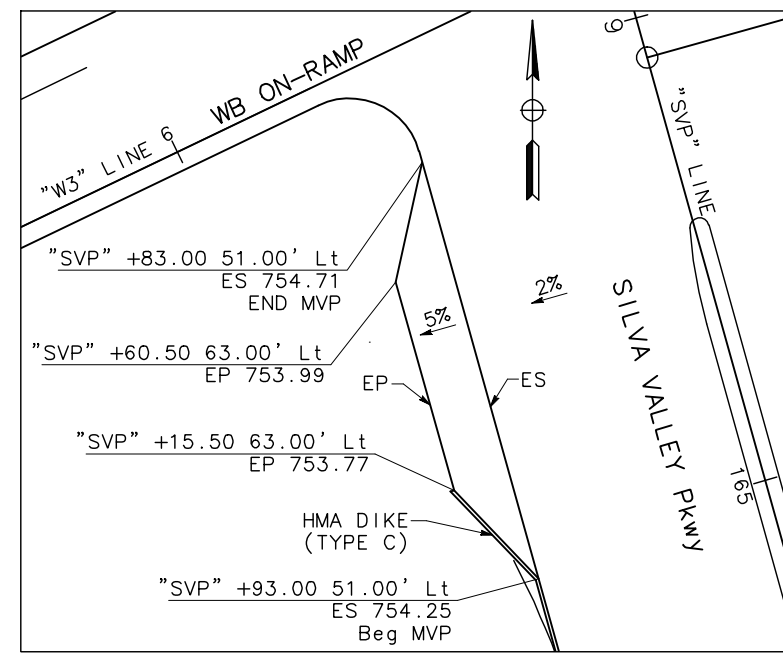 WB ON-RAMP
"W3" LINE 6
6
"SVP" LINE
"SVP" +83.00 51.00' Lt
ES 754.71
END MVP
2%
5%
"SVP" +60.50 63.00' Lt
EP 753.99
EP
ES
SILVA VALLEY Pkwy
"SVP" +15.50 63.00' Lt
EP 753.77
165
HMA DIKE
(TYPE C)
"SVP" +93.00 51.00' Lt
ES 754.25
Beg MVP